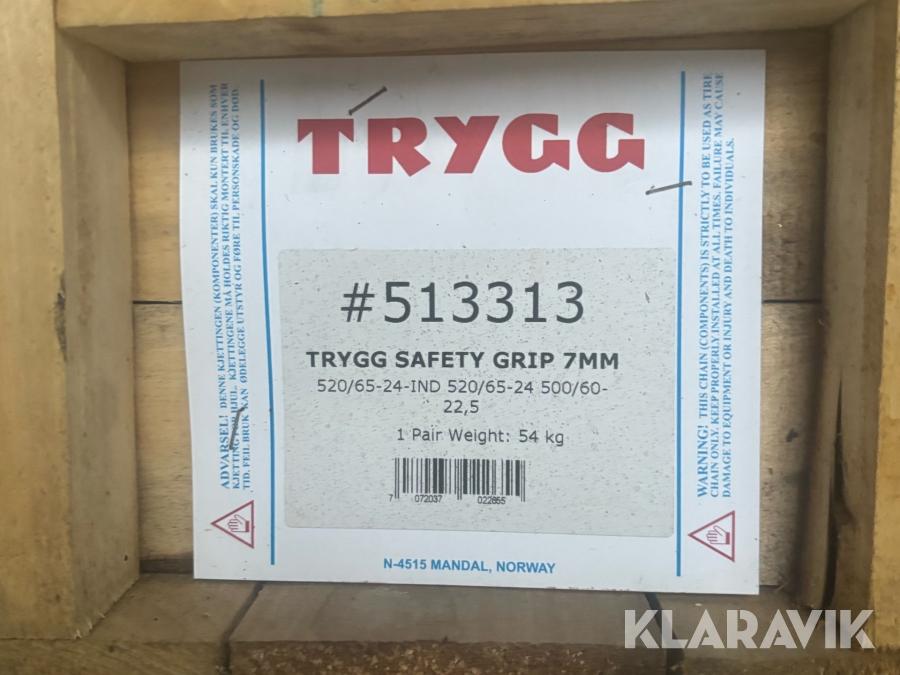 TRYGG
#513313
TRYGG SAFETY GRIP 7MM
520/65-24-IND 520/65-24 500/60-
22,5
1 Pair Weight: 54 kg
7 072037 022655
N-4515 MANDAL, NORWAY
ADVARSEL! DENNE KJETTINGEN (KOMPONENTER) SKAL KUN BRUKES SOM
KJETTING FOR HJUL. KJETTINGENE MÅ HOLDES RIKTIG MONTERT TIL ENHVER
TID. FEIL BRUK KAN ØDELEGGE UTSTYR OG FØRE TIL PERSONSKADE OG DØD.
WARNING! THIS CHAIN (COMPONENTS) IS STRICTLY TO BE USED AS TIRE
CHAIN ONLY. KEEP PROPERLY INSTALLED AT ALL TIMES. FAILURE MAY CAUSE
DAMAGE TO EQUIPMENT OR INJURY AND DEATH TO INDIVIDUALS.
KLARAVIK